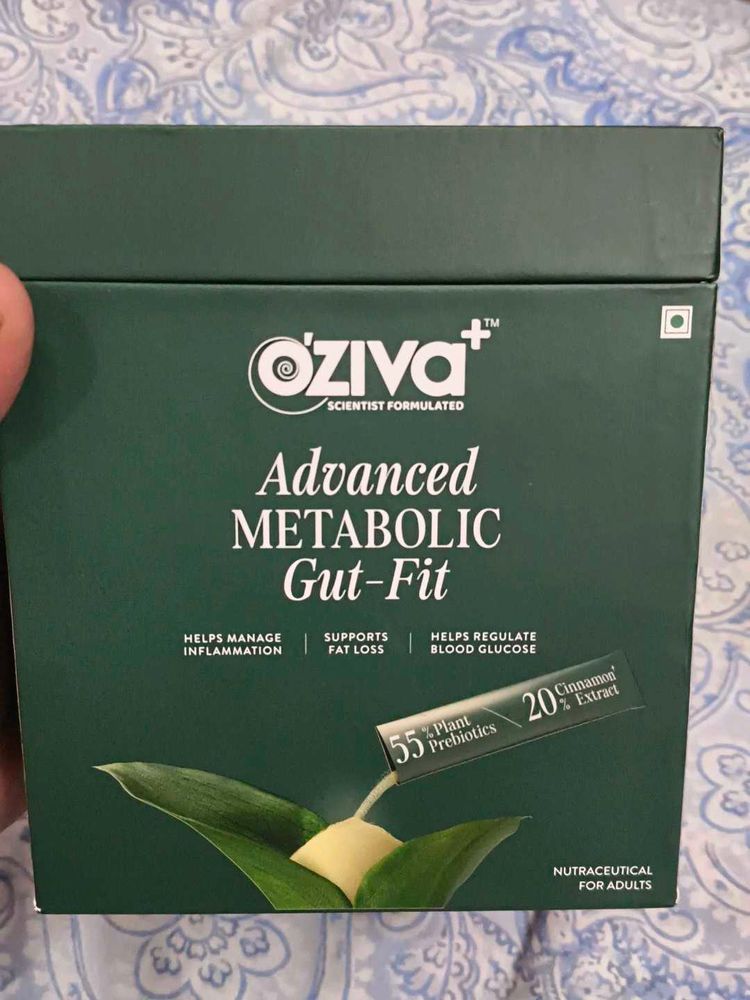 O'ZIVA+™
SCIENTIST FORMULATED
Advanced
METABOLIC
Gut-Fit
HELPS MANAGE
INFLAMMATION
SUPPORTS
FAT LOSS
HELPS REGULATE
BLOOD GLUCOSE
55% Plant
Prebiotics
20% Cinnamon†
Extract
NUTRACEUTICAL
FOR ADULTS